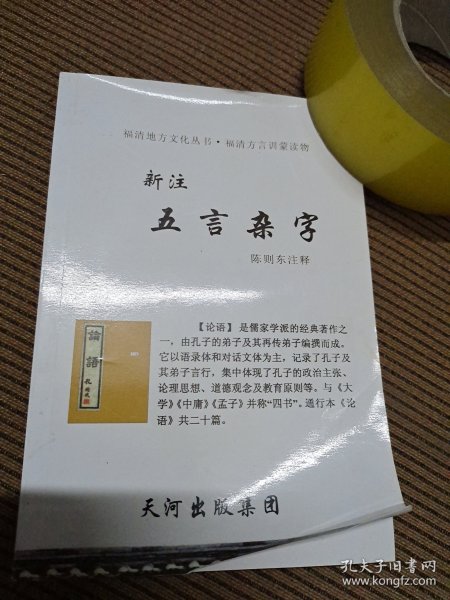 福清地方文化丛书·福清方言训蒙读物
新注
五言杂字
陈则东注释
論語
【论语】是儒家学派的经典著作之
一，由孔子的弟子及其再传弟子编撰而成。
它以语录体和对话文体为主，记录了孔子及
其弟子言行，集中体现了孔子的政治主张、
论理思想、道德观念及教育原则等。与《大
学》《中庸》《孟子》并称“四书”。通行本《论
语》共二十篇。
天河出版集团
孔夫子旧书网
www.kongfz.com